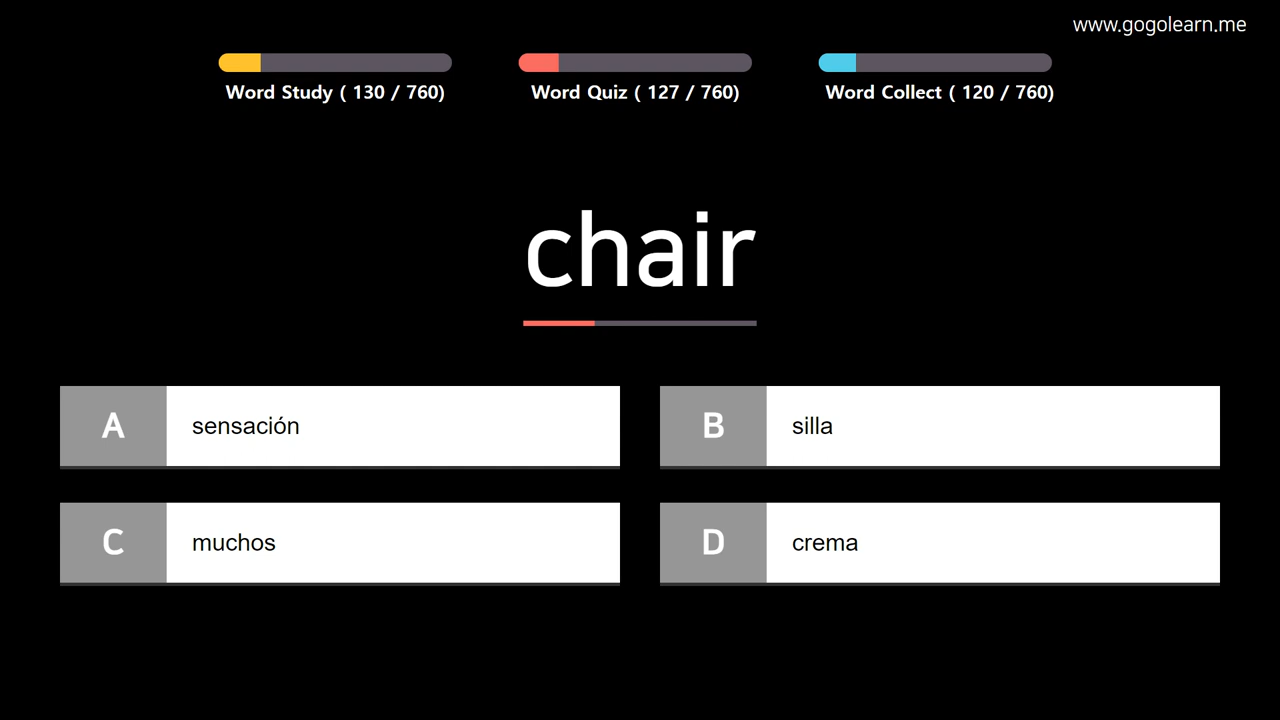 www.gogolearn.me
Word Study ( 130 / 760)
Word Quiz ( 127 / 760)
Word Collect ( 120 / 760)
chair
A sensación
B silla
C muchos
D crema